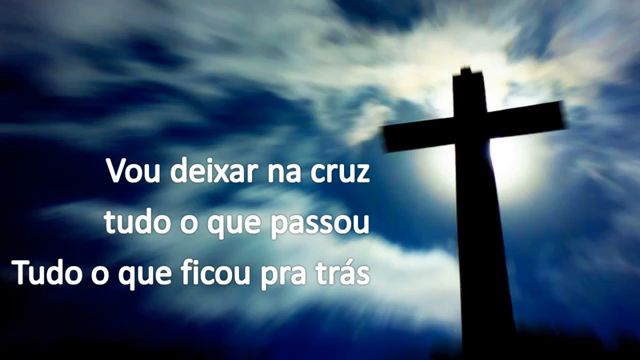 Vou deixar na cruz
tudo o que passou
Tudo o que ficou pra trás